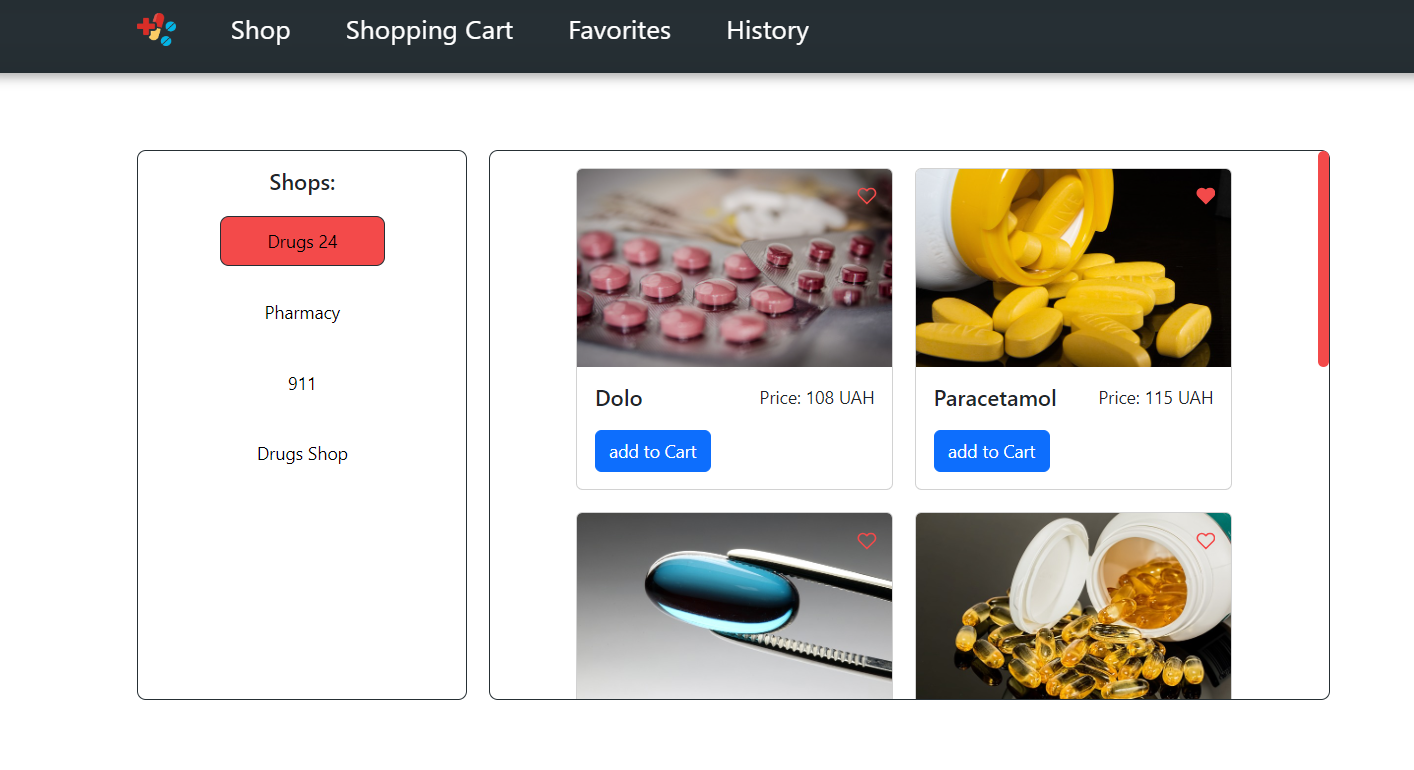 Shop Shopping Cart Favorites History
Shops:
Drugs 24
Pharmacy
911
Drugs Shop
Dolo Price: 108 UAH
add to Cart
Paracetamol Price: 115 UAH
add to Cart